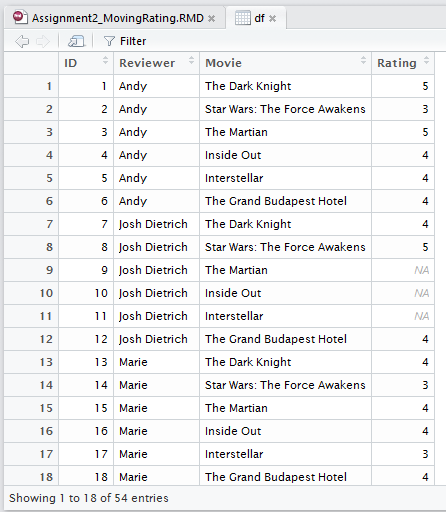 Assignment2_MovingRating.RMD df
Filter
ID Reviewer Movie Rating
1 1 Andy The Dark Knight 5
2 2 Andy Star Wars: The Force Awakens 3
3 3 Andy The Martian 5
4 4 Andy Inside Out 4
5 5 Andy Interstellar 4
6 6 Andy The Grand Budapest Hotel 4
7 7 Josh Dietrich The Dark Knight 4
8 8 Josh Dietrich Star Wars: The Force Awakens 5
9 9 Josh Dietrich The Martian NA
10 10 Josh Dietrich Inside Out NA
11 11 Josh Dietrich Interstellar NA
12 12 Josh Dietrich The Grand Budapest Hotel 4
13 13 Marie The Dark Knight 4
14 14 Marie Star Wars: The Force Awakens 3
15 15 Marie The Martian 4
16 16 Marie Inside Out 4
17 17 Marie Interstellar 3
18 18 Marie The Grand Budapest Hotel 4
Showing 1 to 18 of 54 entries